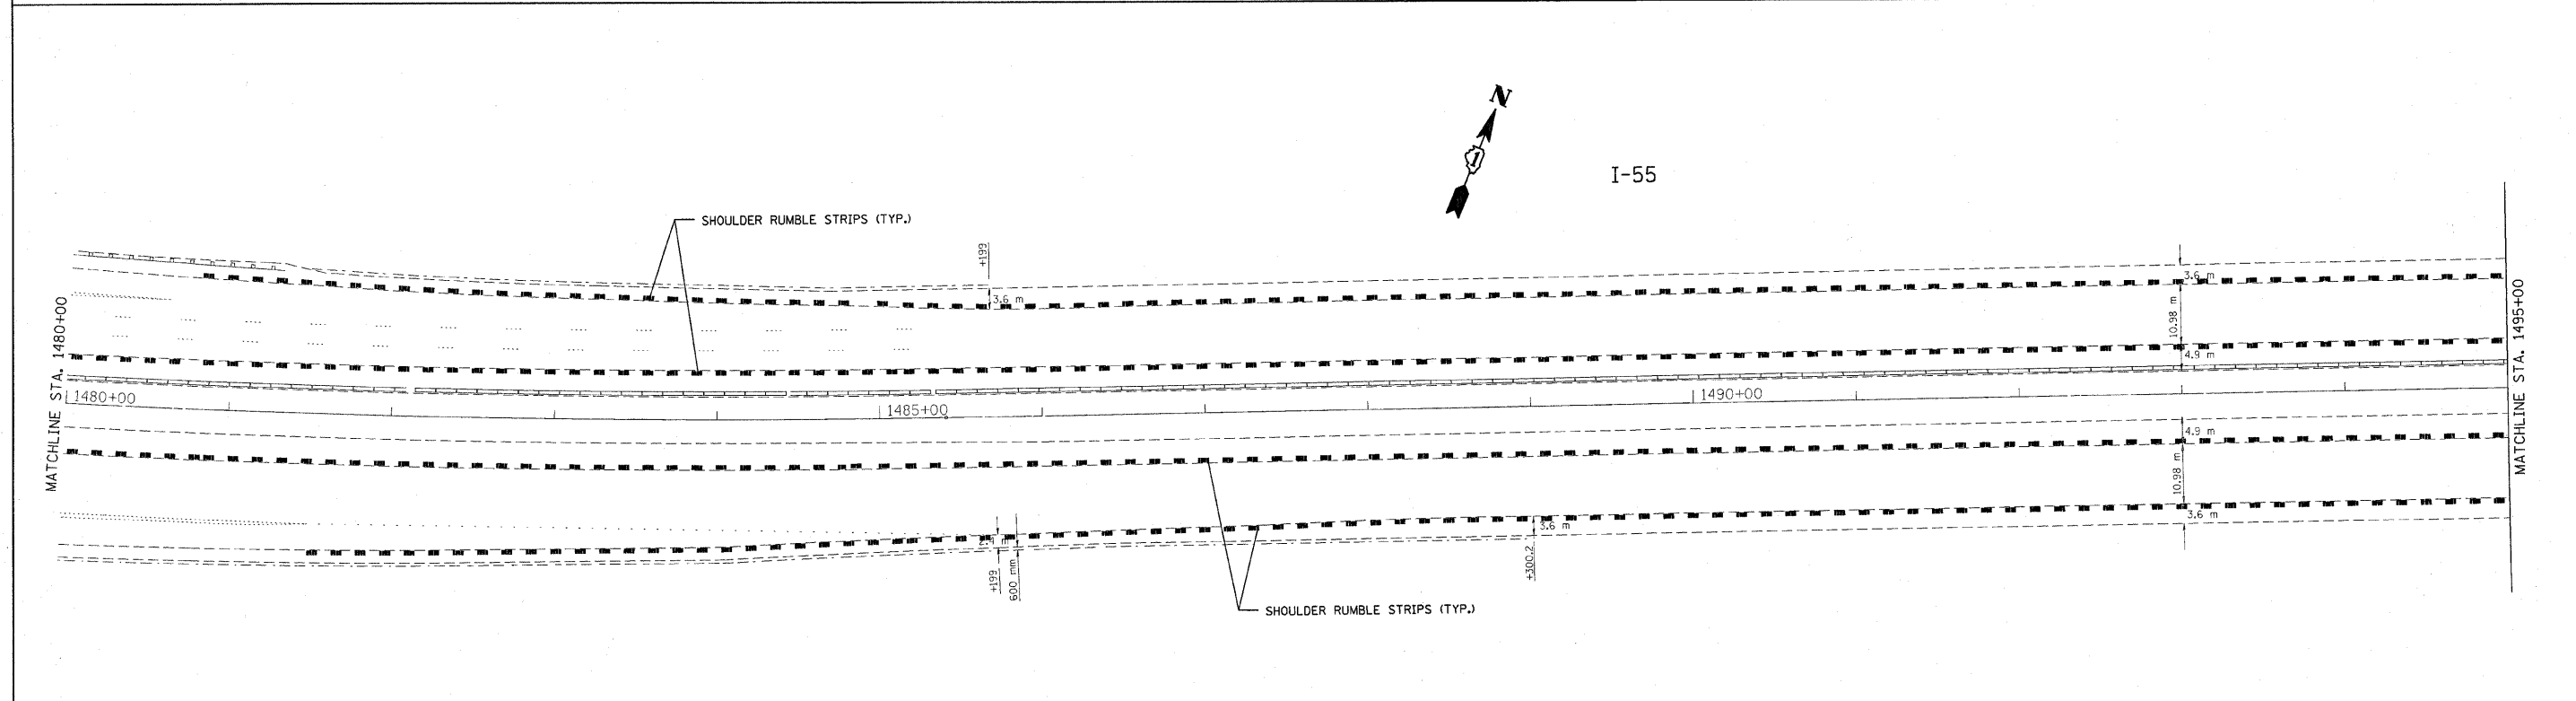 N
1
I-55
SHOULDER RUMBLE STRIPS (TYP.)
+199
3.6 m
3.6 m
10.98 m
4.9 m
MATCHLINE STA. 1480+00
1480+00
1485+00
1490+00
MATCHLINE STA. 1495+00
4.9 m
10.98 m
3.6 m
3.6 m
+199
600 mm
+300.2
SHOULDER RUMBLE STRIPS (TYP.)